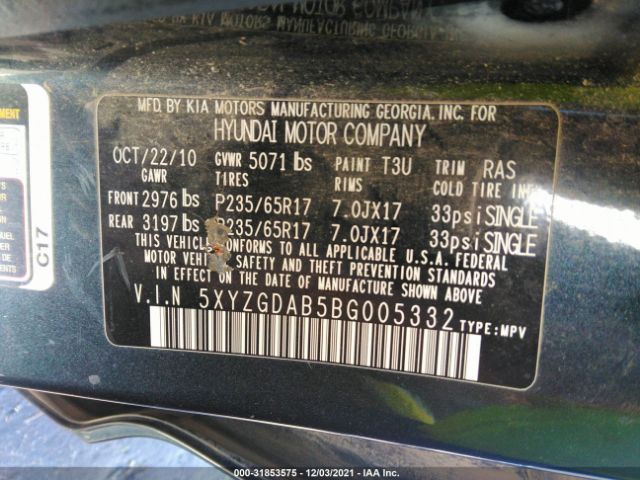 MFD. BY KIA MOTORS MANUFACTURING GEORGIA, INC. FOR
HYUNDAI MOTOR COMPANY
OCT/22/10 GVWR 5071 lbs PAINT T3U TRIM RAS
GAWR TIRES RIMS COLD TIRE INF
FRONT 2976 lbs P235/65R17 7.0JX17 33psi SINGLE
REAR 3197 lbs P235/65R17 7.0JX17 33psi SINGLE
THIS VEHICLE CONFORMS TO ALL APPLICABLE U.S.A. FEDERAL
MOTOR VEHICLE SAFETY AND THEFT PREVENTION STANDARDS
IN EFFECT ON THE DATE OF MANUFACTURE SHOWN ABOVE
V.I.N 5XYZGDAB5BG005332 TYPE:MPV
C17
000-31853575 - 12/03/2021 - IAA Inc.